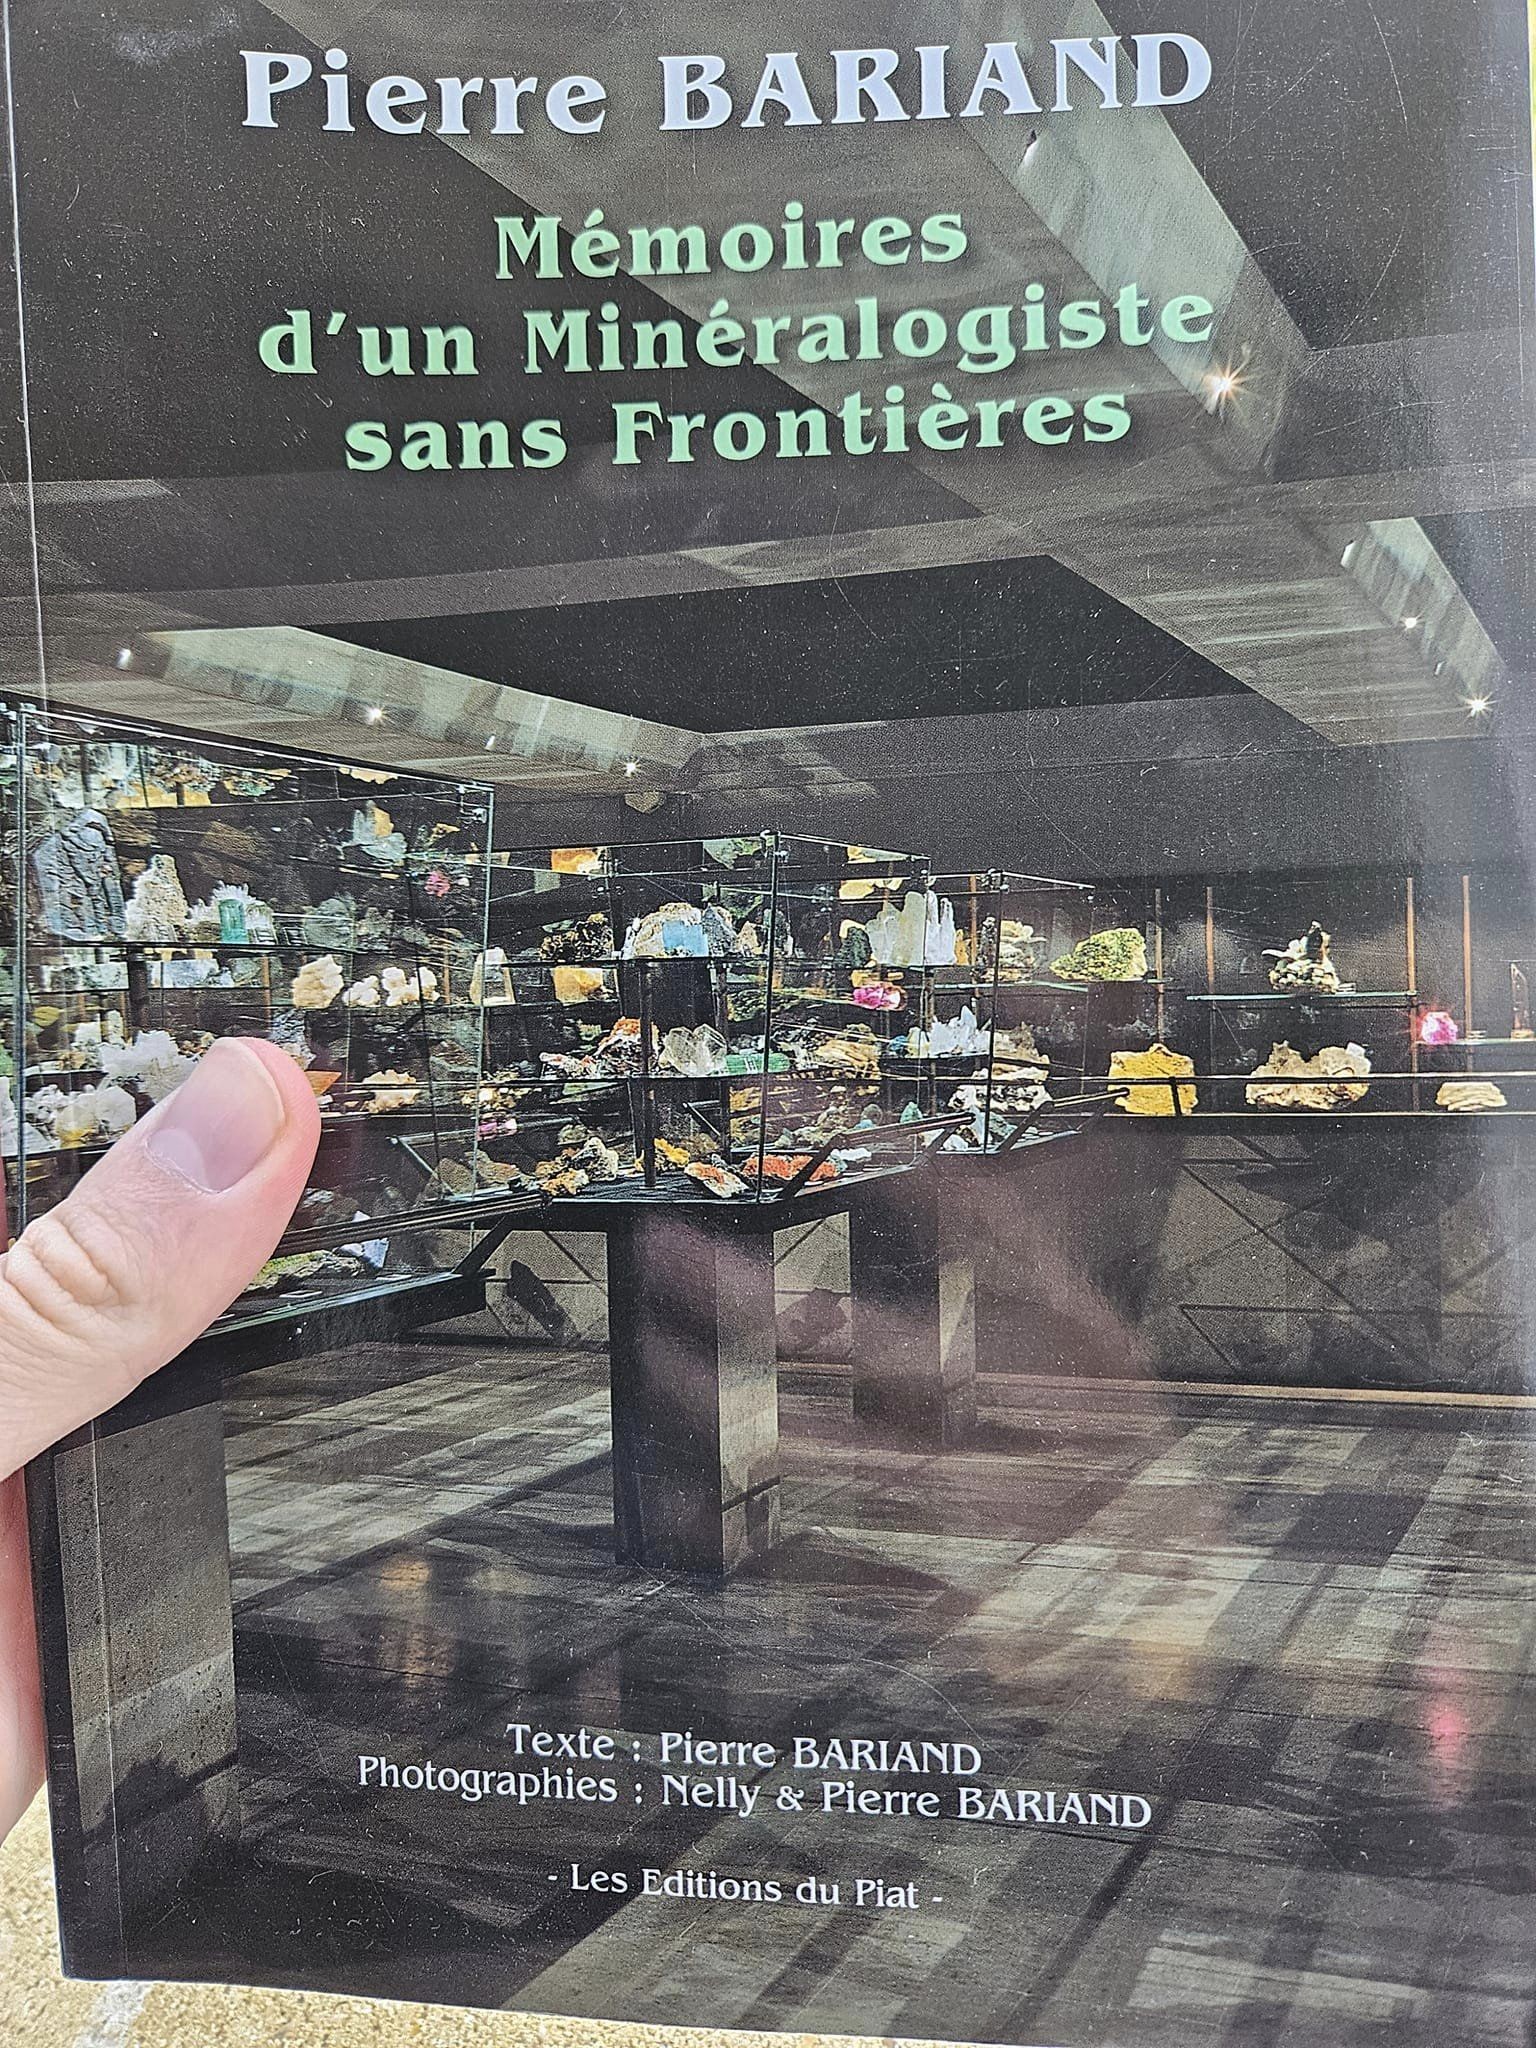 Pierre BARIAND
Mémoires
d'un Minéralogiste
sans Frontières
Texte : Pierre BARIAND
Photographies : Nelly & Pierre BARIAND
- Les Editions du Piat -